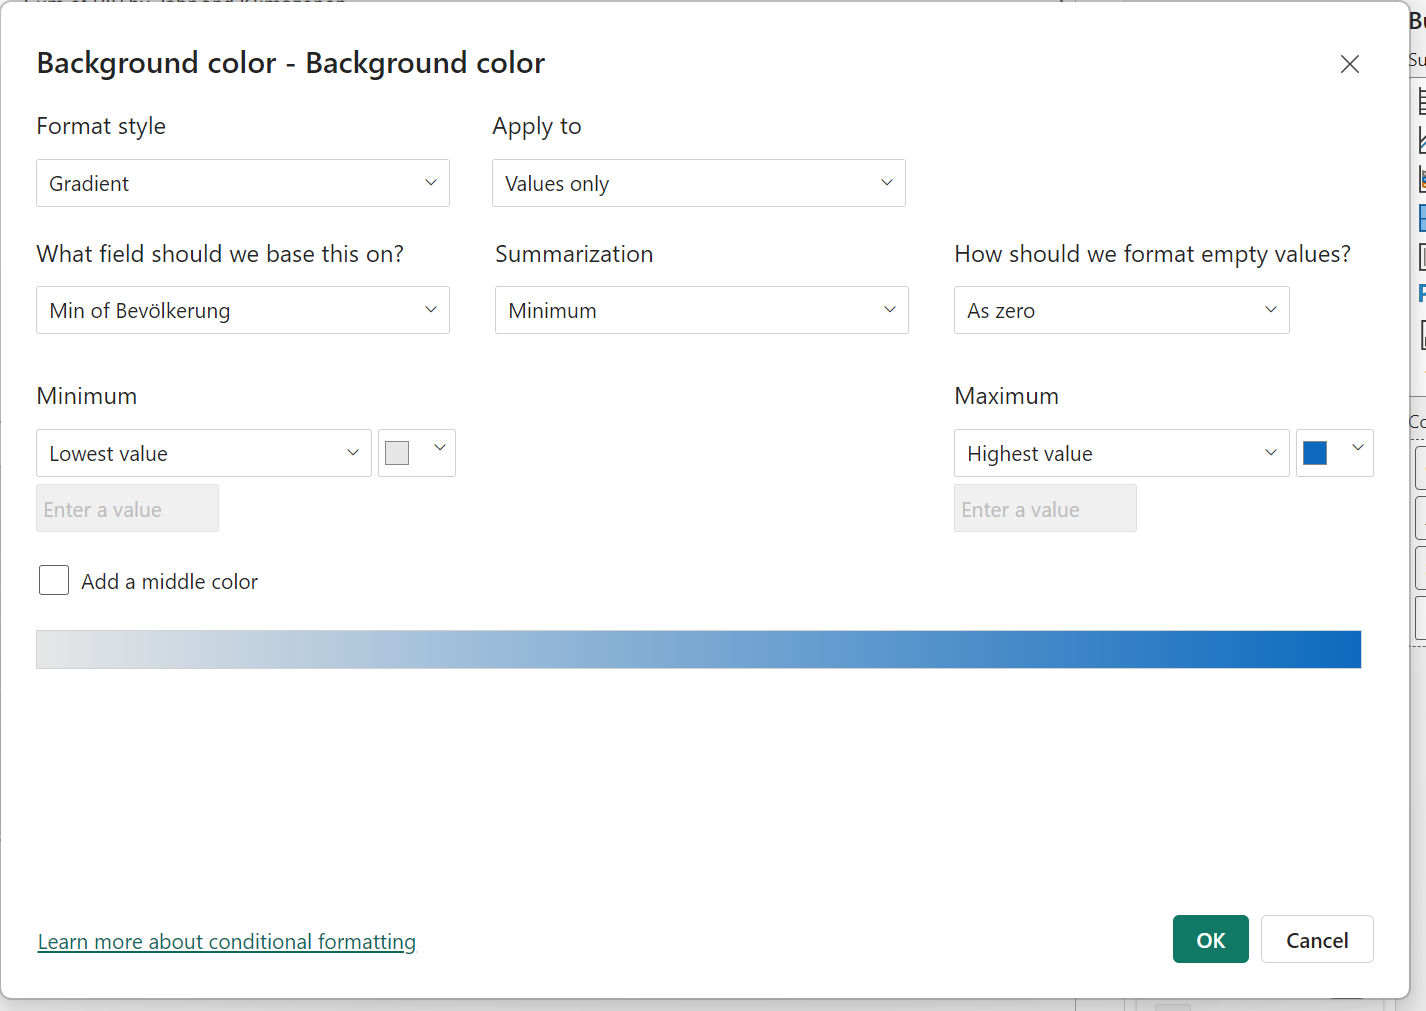 Background color - Background color
Format style
Apply to
Gradient
Values only
What field should we base this on?
Summarization
How should we format empty values?
Min of Bevölkerung
Minimum
As zero
Minimum
Maximum
Lowest value
Highest value
Enter a value
Enter a value
Add a middle color
Learn more about conditional formatting
OK
Cancel